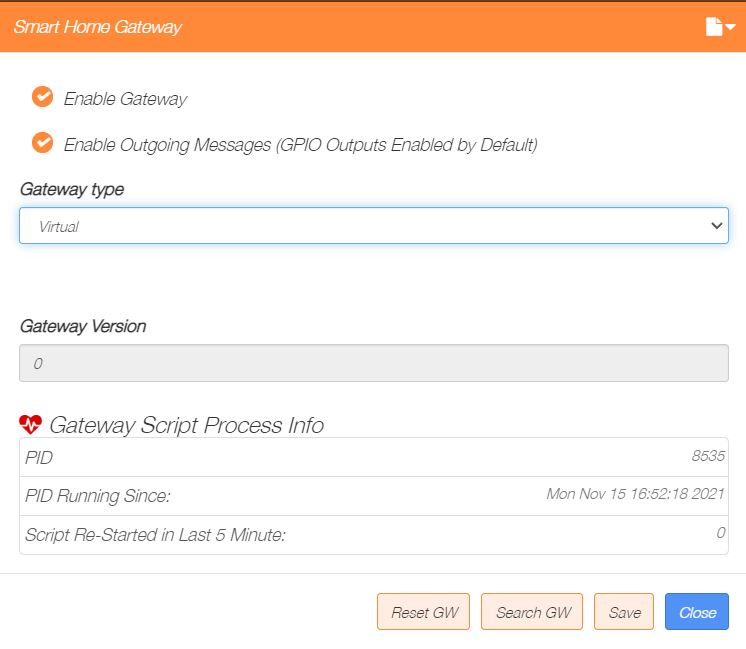 Smart Home Gateway
Enable Gateway
Enable Outgoing Messages (GPIO Outputs Enabled by Default)
Gateway type
Virtual
Gateway Version
0
Gateway Script Process Info
PID 8535
PID Running Since: Mon Nov 15 16:52:18 2021
Script Re-Started in Last 5 Minute: 0
Reset GW Search GW Save Close